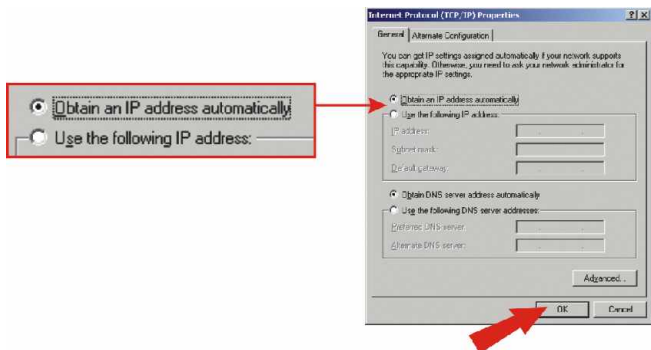 Internet Protocol (TCP/IP) Properties
General
Alternate Configuration
You can get IP settings assigned automatically if your network supports
this capability. Otherwise, you need to ask your network administrator for
the appropriate IP settings.
Obtain an IP address automatically
Use the following IP address:
Obtain an IP address automatically
Use the following IP address:
IP address:
Subnet mask:
Default gateway:
Obtain DNS server address automatically
Use the following DNS server addresses:
Preferred DNS server:
Alternate DNS server:
Advanced...
OK
Cancel